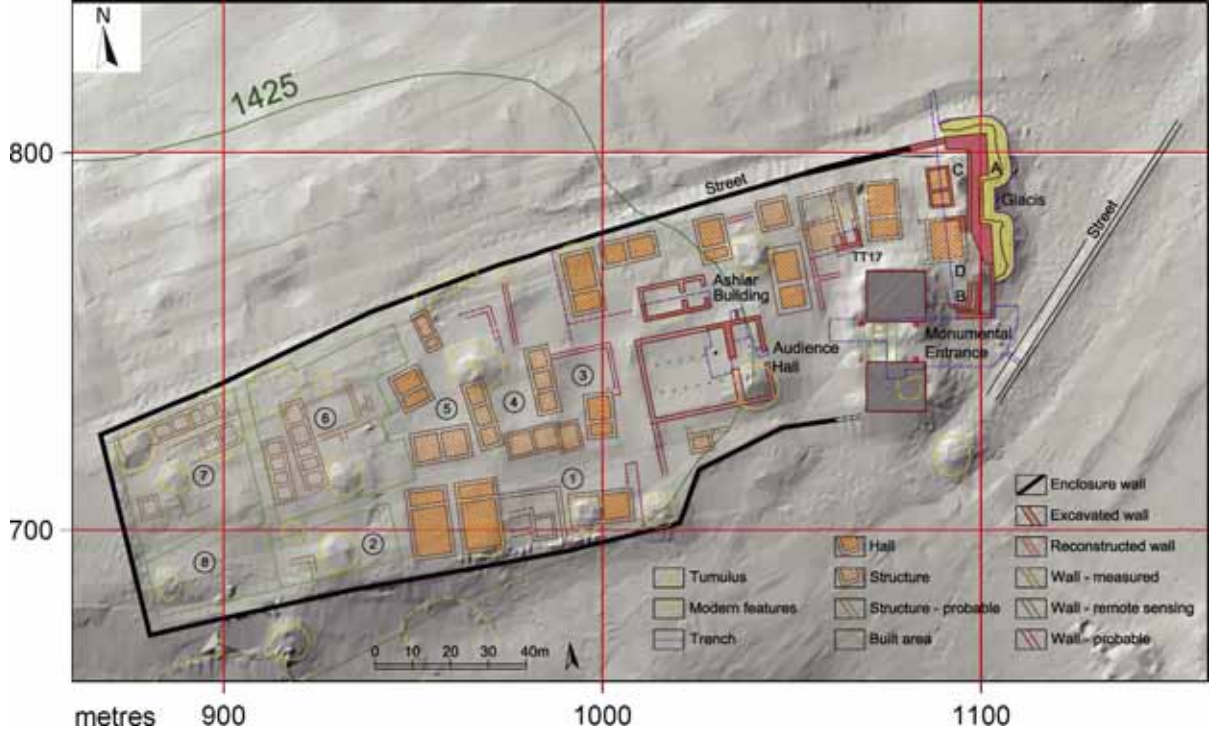 N
1425
800
Street
C
A
Glacis
Street
TT17
Ashlar
Building
D
B
Monumental
Entrance
Audience
Hall
3
4
5
6
7
1
700
2
8
Enclosure wall
Excavated wall
Hall
Reconstructed wall
Tumulus
Structure
Wall - measured
Modern features
Structure - probable
Wall - remote sensing
Trench
Built area
Wall - probable
0 10 20 30 40m
metres 900 1000 1100